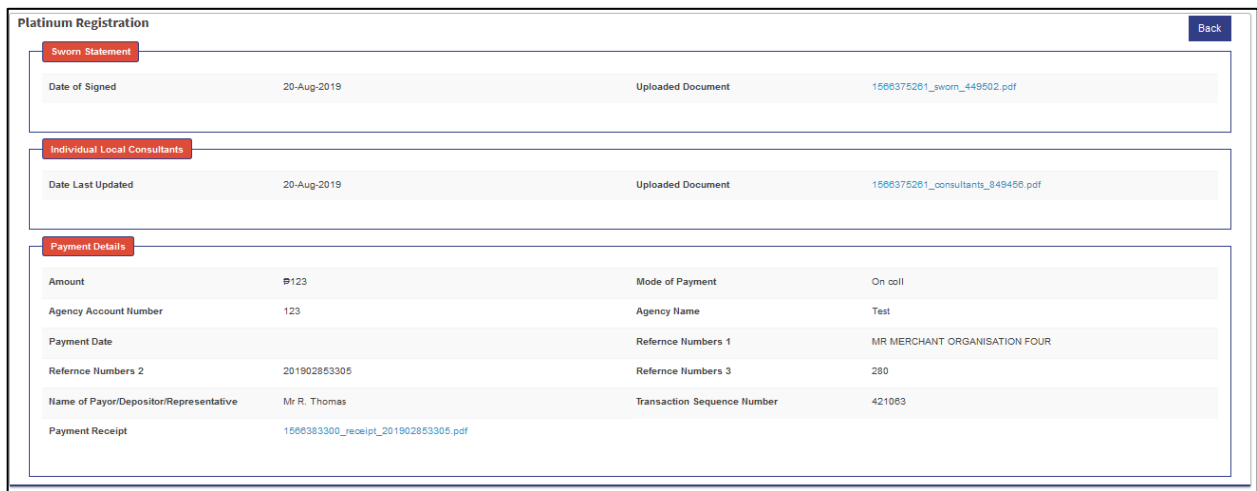 Platinum Registration
Back
Sworn Statement
Date of Signed 20-Aug-2019 Uploaded Document 1566375261_sworn_449502.pdf
Individual Local Consultants
Date Last Updated 20-Aug-2019 Uploaded Document 1566375261_consultants_849456.pdf
Payment Details
Amount ₱123 Mode of Payment On coll
Agency Account Number 123 Agency Name Test
Payment Date Refernce Numbers 1 MR MERCHANT ORGANISATION FOUR
Refernce Numbers 2 201902853305 Refernce Numbers 3 280
Name of Payor/Depositor/Representative Mr R. Thomas Transaction Sequence Number 421063
Payment Receipt 1566383300_receipt_201902853305.pdf